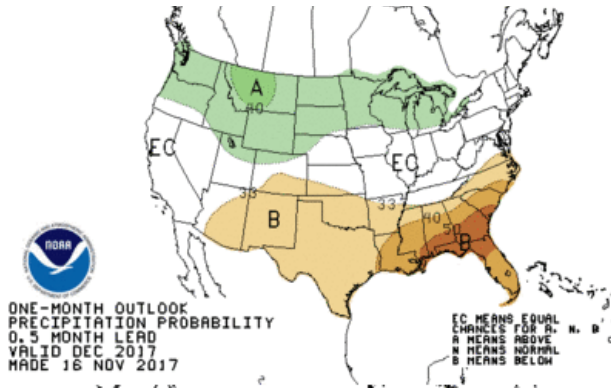 A
40
EC
EC
33
33
B
40
50
B
NOAA
ONE-MONTH OUTLOOK
PRECIPITATION PROBABILITY
0.5 MONTH LEAD
VALID DEC 2017
MADE 16 NOV 2017
EC MEANS EQUAL
CHANCES FOR A, N, B
A MEANS ABOVE
N MEANS NORMAL
B MEANS BELOW